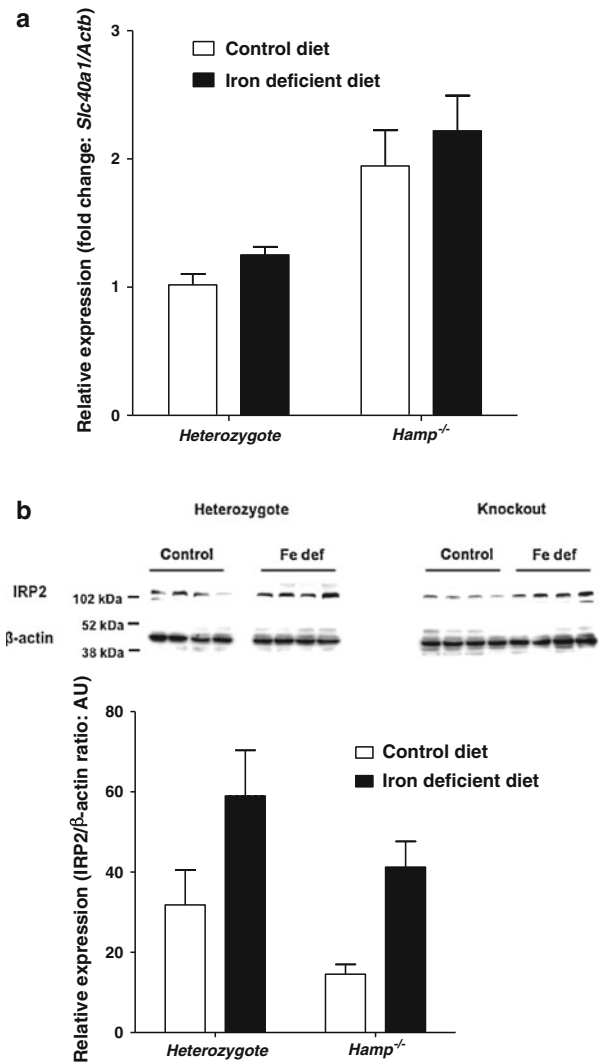 a
Relative expression (fold change: Slc40a1/Actb)
3
2
1
0
Control diet
Iron deficient diet
Heterozygote
Hamp-/-
b
Heterozygote
Knockout
Control
Fe def
Control
Fe def
IRP2
102 kDa
52 kDa
β-actin
38 kDa
Relative expression (IRP2/β-actin ratio: AU)
80
60
40
20
0
Control diet
Iron deficient diet
Heterozygote
Hamp-/-